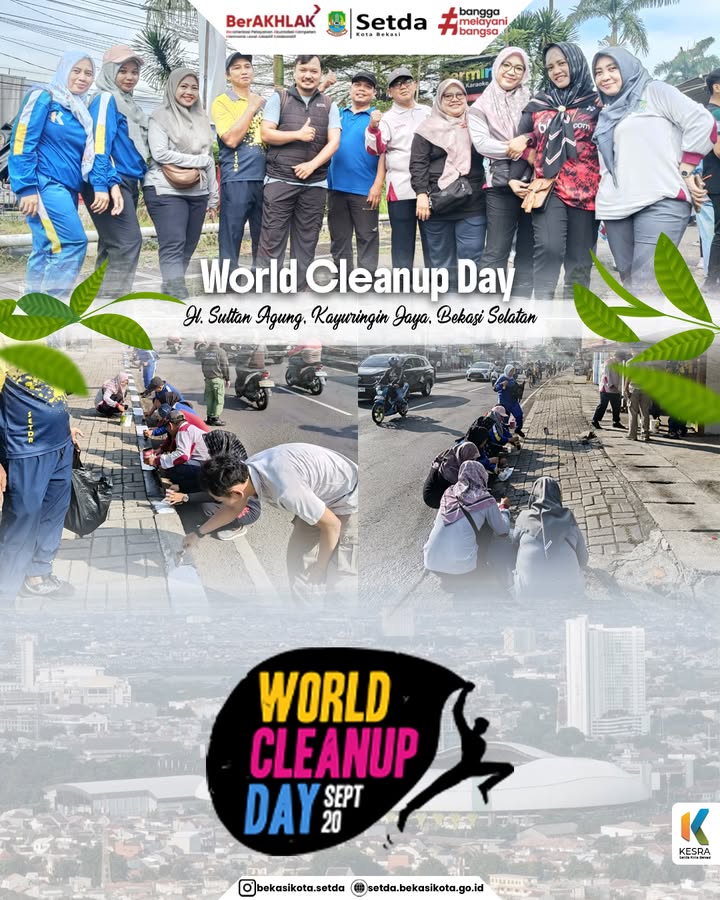 BerAKHLAK
Setda
Kota Bekasi
#bangga
melayani
bangsa
K
World Cleanup Day
Jl. Sultan Agung, Kayuringin Jaya, Bekasi Selatan
SETDA
WORLD
CLEANUP
DAY SEPT
20
KESRA
bekasikota.setda
setda.bekasikota.go.id